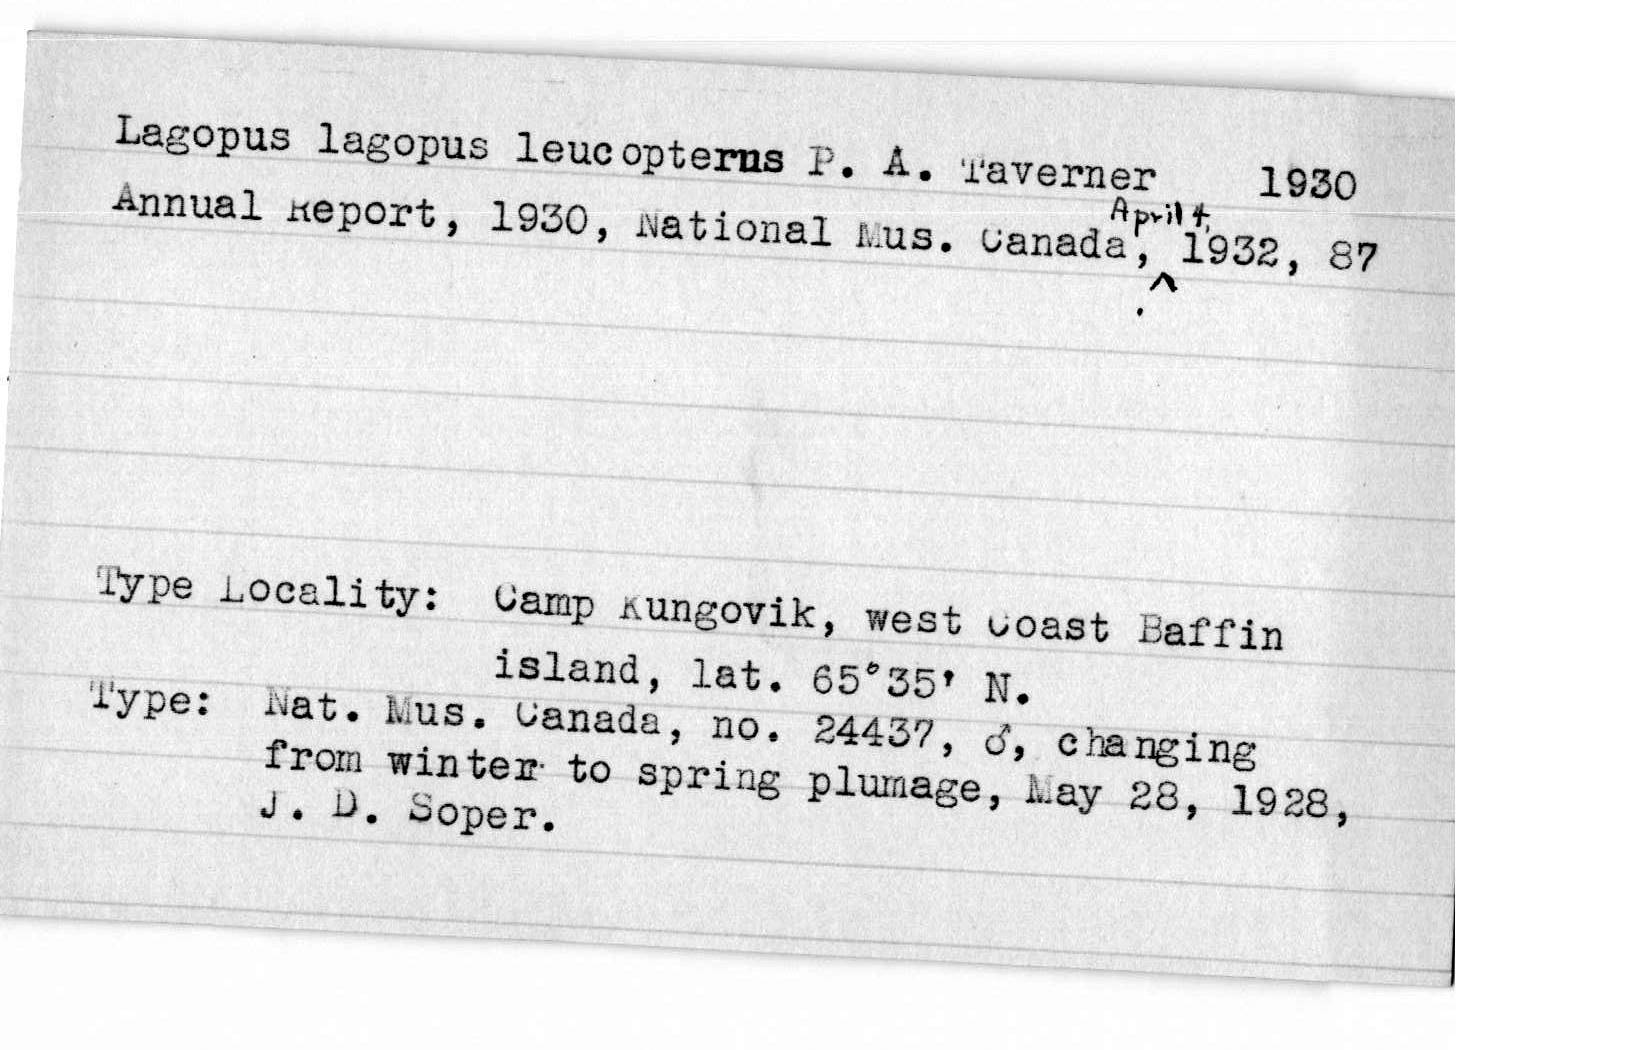 Lagopus lagopus leucopterus P. A. Taverner 1930
Annual Report, 1930, National Mus. Canada, April 4, 1932, 87
Type Locality: Camp Kungovik, west Coast Baffin
island, lat. 65°35' N.
Type: Nat. Mus. Canada, no. 24437, ♂, changing
from winter to spring plumage, May 28, 1928,
J. D. Soper.